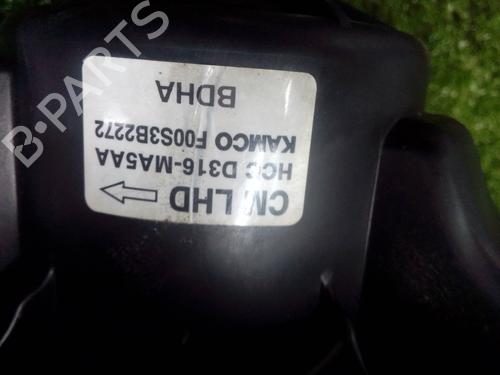 CM LHD
HCC D316-MA5AA
KAMCO F00S3B2272
BDHA
B-PARTS